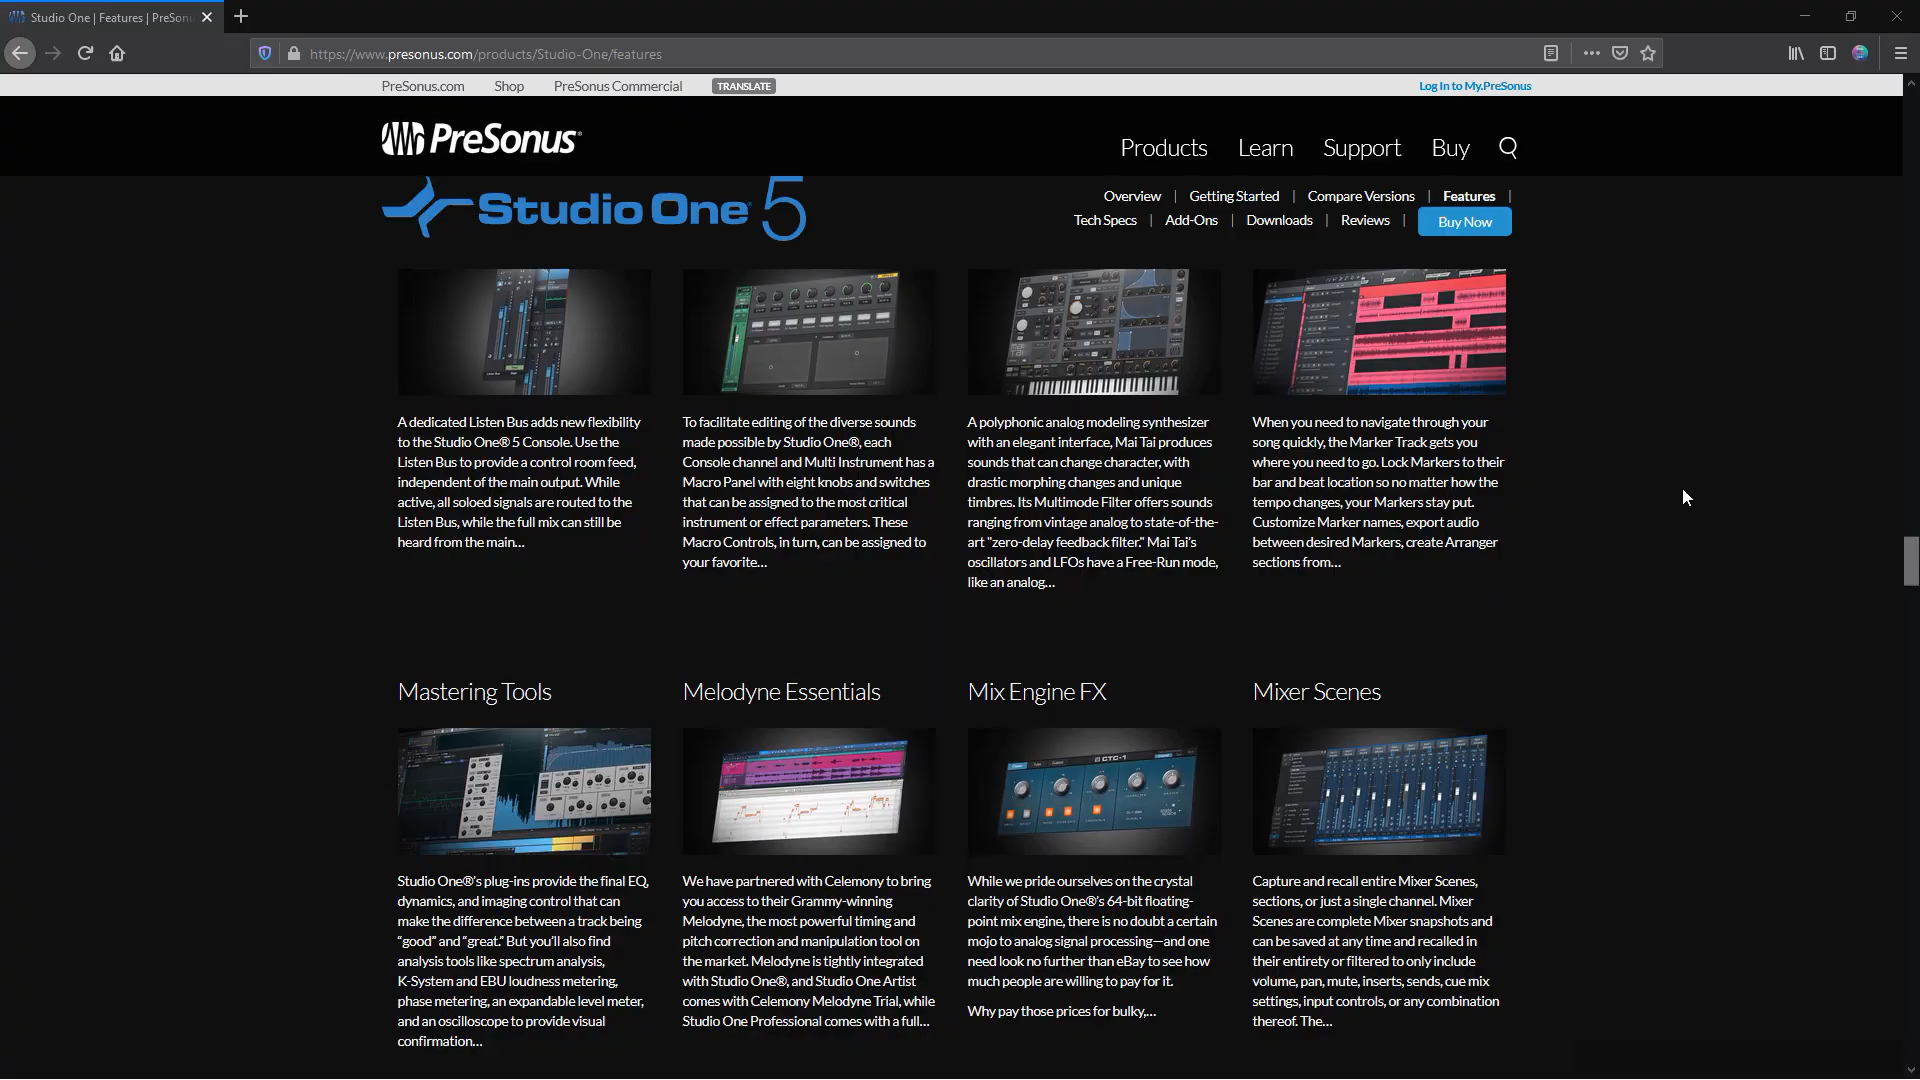 Studio One | Features | PreSonu
https://www.presonus.com/products/Studio-One/features
PreSonus.com
Shop
PreSonus Commercial
TRANSLATE
Log In to My.PreSonus
PreSonus®
Products
Learn
Support
Buy
Studio One® 5
Overview | Getting Started | Compare Versions | Features |
Tech Specs | Add-Ons | Downloads | Reviews |
Buy Now
A dedicated Listen Bus adds new flexibility
to the Studio One® 5 Console. Use the
Listen Bus to provide a control room feed,
independent of the main output. While
active, all soloed signals are routed to the
Listen Bus, while the full mix can still be
heard from the main...
To facilitate editing of the diverse sounds
made possible by Studio One®, each
Console channel and Multi Instrument has a
Macro Panel with eight knobs and switches
that can be assigned to the most critical
instrument or effect parameters. These
Macro Controls, in turn, can be assigned to
your favorite...
A polyphonic analog modeling synthesizer
with an elegant interface, Mai Tai produces
sounds that can change character, with
drastic morphing changes and unique
timbres. Its Multimode Filter offers sounds
ranging from vintage analog to state-of-the-
art "zero-delay feedback filter." Mai Tai's
oscillators and LFOs have a Free-Run mode,
like an analog...
When you need to navigate through your
song quickly, the Marker Track gets you
where you need to go. Lock Markers to their
bar and beat location so no matter how the
tempo changes, your Markers stay put.
Customize Marker names, export audio
between desired Markers, create Arranger
sections from...
Mastering Tools
Melodyne Essentials
Mix Engine FX
Mixer Scenes
CTC-1
Studio One®'s plug-ins provide the final EQ,
dynamics, and imaging control that can
make the difference between a track being
“good” and “great.” But you'll also find
analysis tools like spectrum analysis,
K-System and EBU loudness metering,
phase metering, an expandable level meter,
and an oscilloscope to provide visual
confirmation...
We have partnered with Celemony to bring
you access to their Grammy-winning
Melodyne, the most powerful timing and
pitch correction and manipulation tool on
the market. Melodyne is tightly integrated
with Studio One®, and Studio One Artist
comes with Celemony Melodyne Trial, while
Studio One Professional comes with a full...
While we pride ourselves on the crystal
clarity of Studio One®'s 64-bit floating-
point mix engine, there is no doubt a certain
mojo to analog signal processing—and one
need look no further than eBay to see how
much people are willing to pay for it.
Why pay those prices for bulky,...
Capture and recall entire Mixer Scenes,
sections, or just a single channel. Mixer
Scenes are complete Mixer snapshots and
can be saved at any time and recalled in
their entirety or filtered to only include
volume, pan, mute, inserts, sends, cue mix
settings, input controls, or any combination
thereof. The...